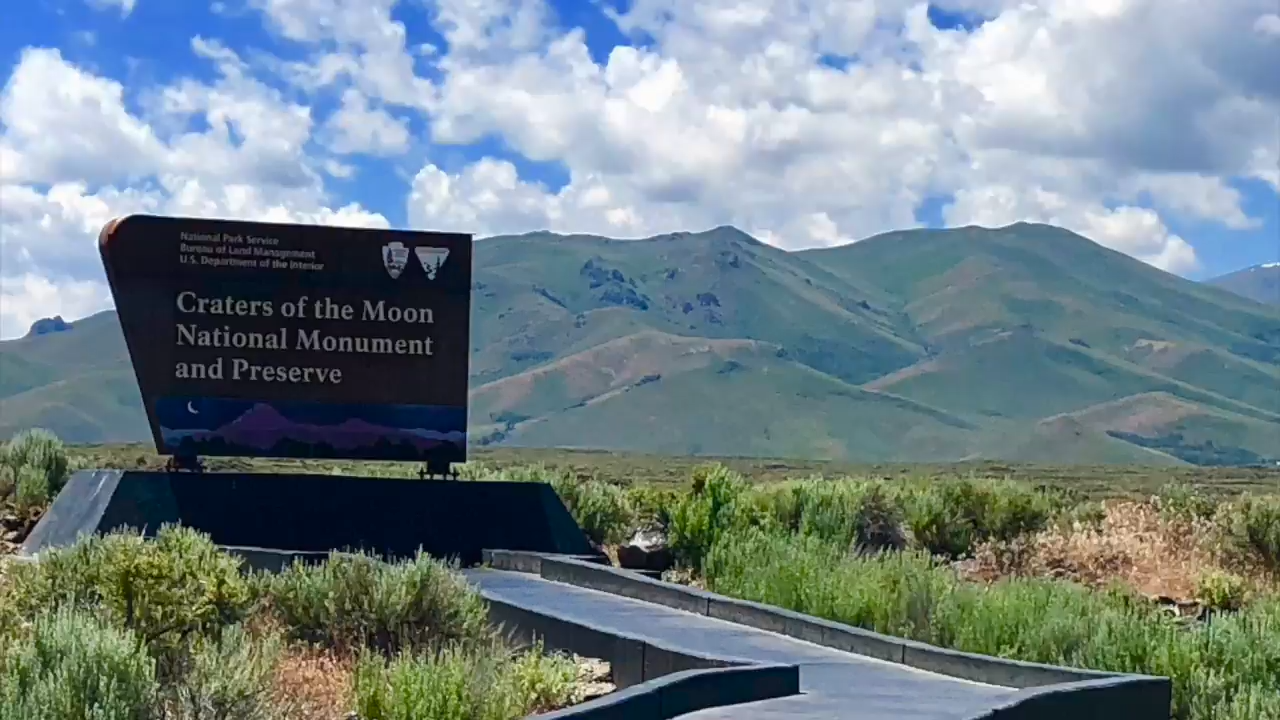 National Park Service
Bureau of Land Management
U.S. Department of the Interior
Craters of the Moon
National Monument
and Preserve